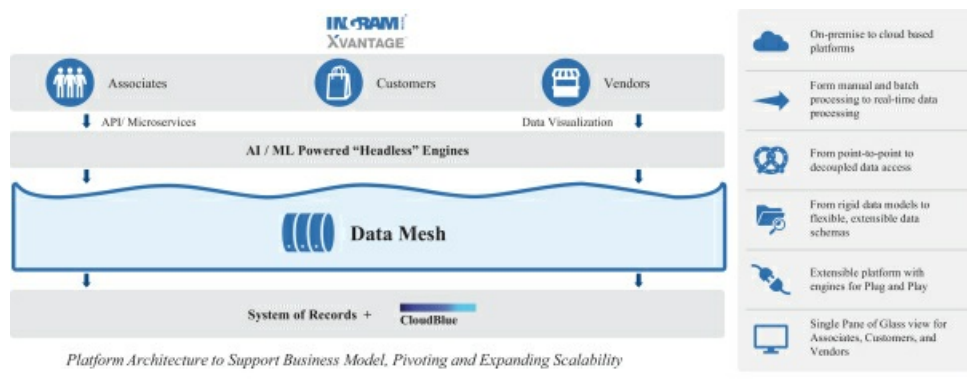 INGRAM
XVANTAGE
Associates
Customers
Vendors
API/ Microservices
Data Visualization
AI / ML Powered “Headless” Engines
Data Mesh
System of Records +
CloudBlue
Platform Architecture to Support Business Model, Pivoting and Expanding Scalability
On-premise to cloud based
platforms
Form manual and batch
processing to real-time data
processing
From point-to-point to
decoupled data access
From rigid data models to
flexible, extensible data
schemas
Extensible platform with
engines for Plug and Play
Single Pane of Glass view for
Associates, Customers, and
Vendors